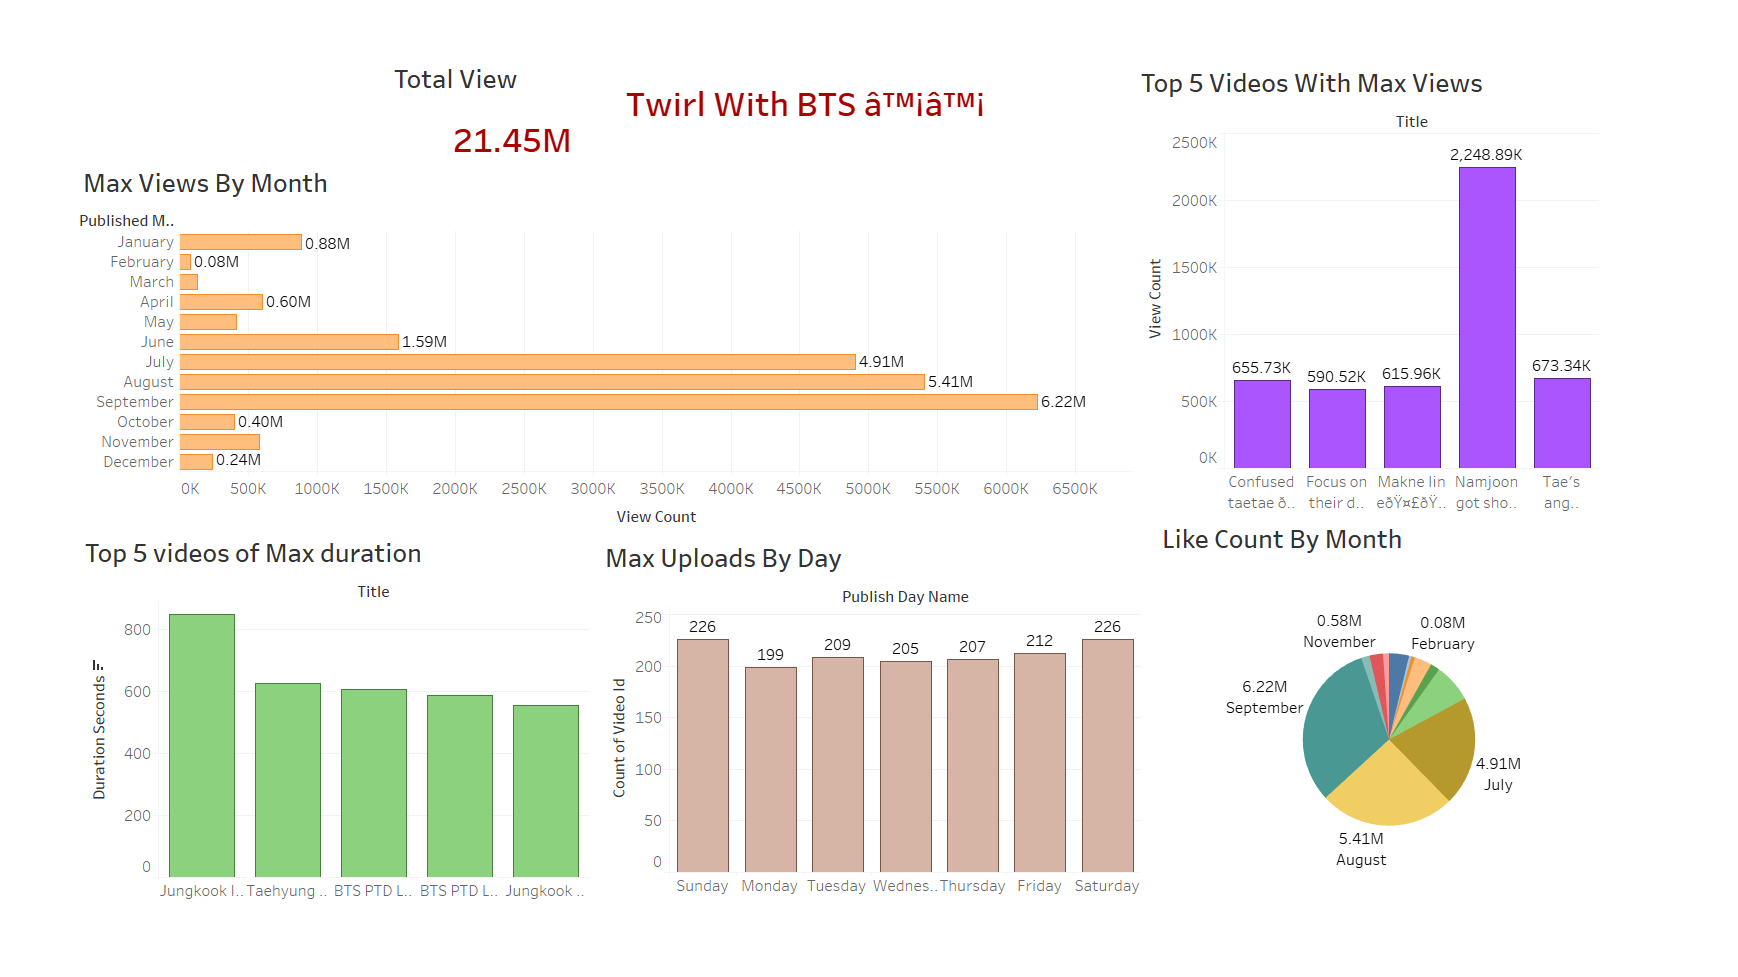 Total View
21.45M
Twirl With BTS â™¡â™¡
Max Views By Month
Published M..
January 0.88M
February 0.08M
March
April 0.60M
May
June 1.59M
July 4.91M
August 5.41M
September 6.22M
October 0.40M
November
December 0.24M
0K 500K 1000K 1500K 2000K 2500K 3000K 3500K 4000K 4500K 5000K 5500K 6000K 6500K
View Count
Top 5 Videos With Max Views
Title
View Count
2500K
2000K
1500K
1000K
500K
0K
655.73K 590.52K 615.96K 2,248.89K 673.34K
Confused Focus on Makne lin Namjoon Tae’s
taetae ð.. their d.. eðŸ¤£ðŸ.. got sho.. ang..
Top 5 videos of Max duration
Title
Duration Seconds
800
600
400
200
0
Jungkook I.. Taehyung .. BTS PTD L.. BTS PTD L.. Jungkook ..
Max Uploads By Day
Publish Day Name
Count of Video Id
250
200
150
100
50
0
226 199 209 205 207 212 226
Sunday Monday Tuesday Wednes.. Thursday Friday Saturday
Like Count By Month
0.58M
November
0.08M
February
6.22M
September
4.91M
July
5.41M
August